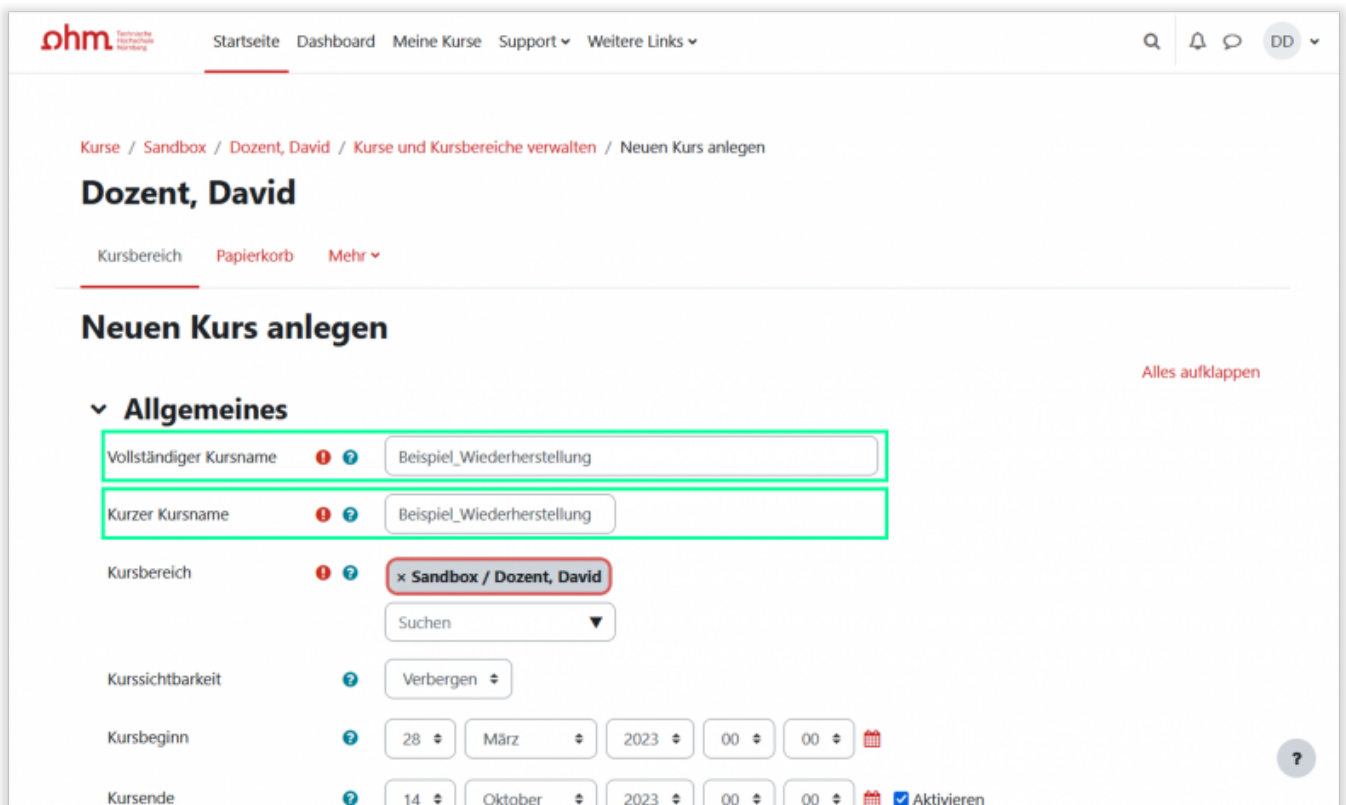 ohm Technische Hochschule Nürnberg
Startseite Dashboard Meine Kurse Support Weitere Links DD
Kurse / Sandbox / Dozent, David / Kurse und Kursbereiche verwalten / Neuen Kurs anlegen
Dozent, David
Kursbereich Papierkorb Mehr
Neuen Kurs anlegen
Alles aufklappen
Allgemeines
Vollständiger Kursname ! ? Beispiel_Wiederherstellung
Kurzer Kursname ! ? Beispiel_Wiederherstellung
Kursbereich ! ? × Sandbox / Dozent, David
Suchen ▼
Kurssichtbarkeit ? Verbergen
Kursbeginn ? 28 März 2023 00 00
?
Kursende ? 14 Oktober 2023 00 00 Aktivieren